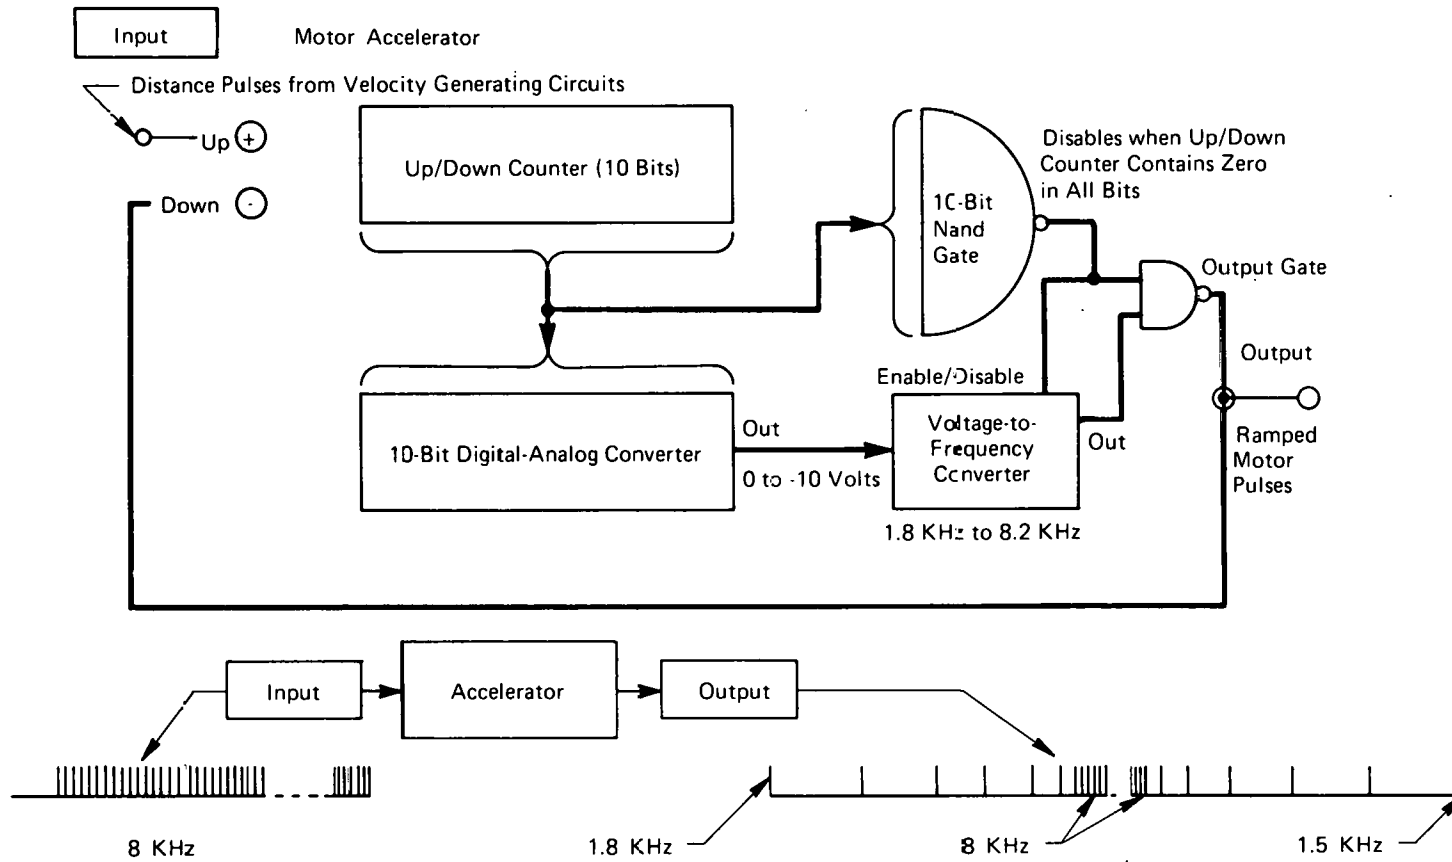 Input
Motor Accelerator
Distance Pulses from Velocity Generating Circuits
Up +
Down -
Up/Down Counter (10 Bits)
10-Bit
Nand
Gate
Disables when Up/Down
Counter Contains Zero
in All Bits
Output Gate
Output
Enable/Disable
10-Bit Digital-Analog Converter
Out
0 to -10 Volts
Voltage-to-
Frequency
Converter
Out
Ramped
Motor
Pulses
1.8 KHz to 8.2 KHz
Input
Accelerator
Output
8 KHz
1.8 KHz
8 KHz
1.5 KHz